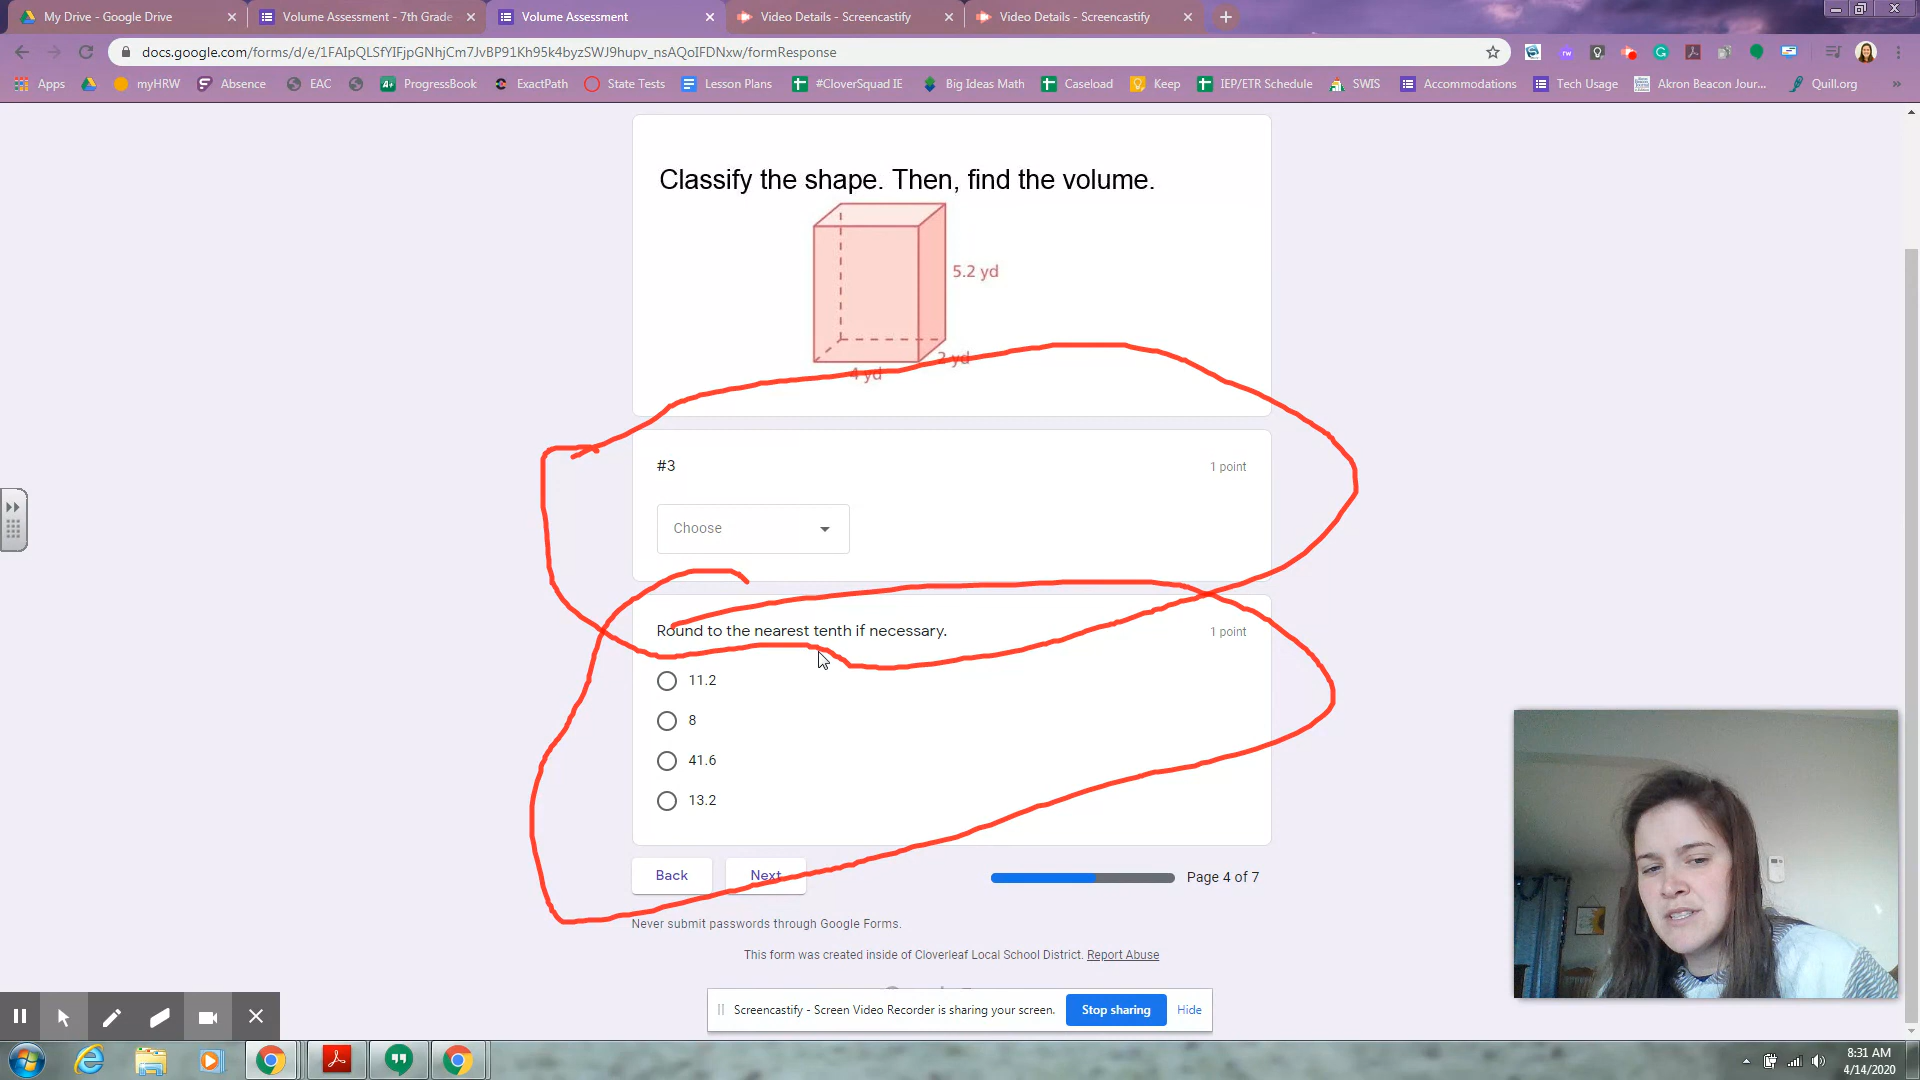 My Drive - Google Drive
Volume Assessment - 7th Grade
Volume Assessment
Video Details - Screencastify
Video Details - Screencastify
docs.google.com/forms/d/e/1FAIpQLSfYIFjpGNhjCm7JvBP91Kh95k4byzSWJ9hupv_nsAQoIFDNxw/formResponse
Apps
myHRW
Absence
EAC
ProgressBook
ExactPath
State Tests
Lesson Plans
#CloverSquad IE
Big Ideas Math
Caseload
Keep
IEP/ETR Schedule
SWIS
Accommodations
Tech Usage
Akron Beacon Jour...
Quill.org
Classify the shape. Then, find the volume.
5.2 yd
2 yd
4 yd
#3
1 point
Choose
Round to the nearest tenth if necessary.
1 point
11.2
8
41.6
13.2
Back
Next
Page 4 of 7
Never submit passwords through Google Forms.
This form was created inside of Cloverleaf Local School District. Report Abuse
Screencastify - Screen Video Recorder is sharing your screen.
Stop sharing
Hide
8:31 AM
4/14/2020